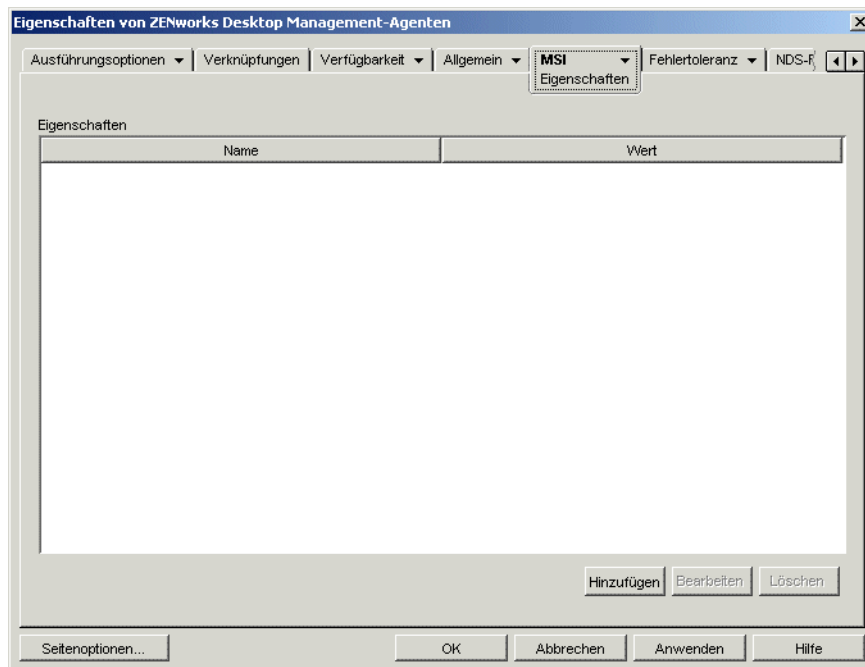 Eigenschaften von ZENworks Desktop Management-Agenten
Ausführungsoptionen Verknüpfungen Verfügbarkeit Allgemein MSI Fehlertoleranz
Eigenschaften
Eigenschaften
Name Wert
Hinzufügen Bearbeiten Löschen
Seitenoptionen... OK Abbrechen Anwenden Hilfe